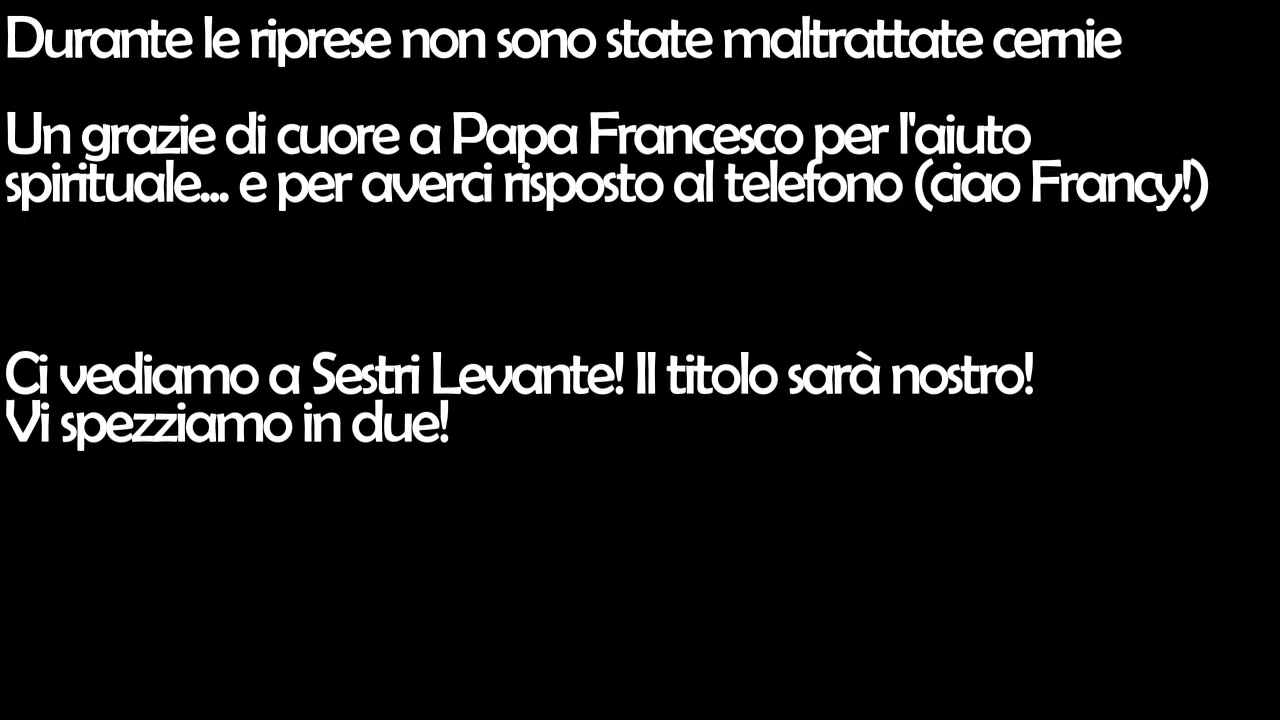 Durante le riprese non sono state maltrattate cernie
Un grazie di cuore a Papa Francesco per l'aiuto
spirituale... e per averci risposto al telefono (ciao Francy!)
Ci vediamo a Sestri Levante! Il titolo sarà nostro!
Vi spezziamo in due!